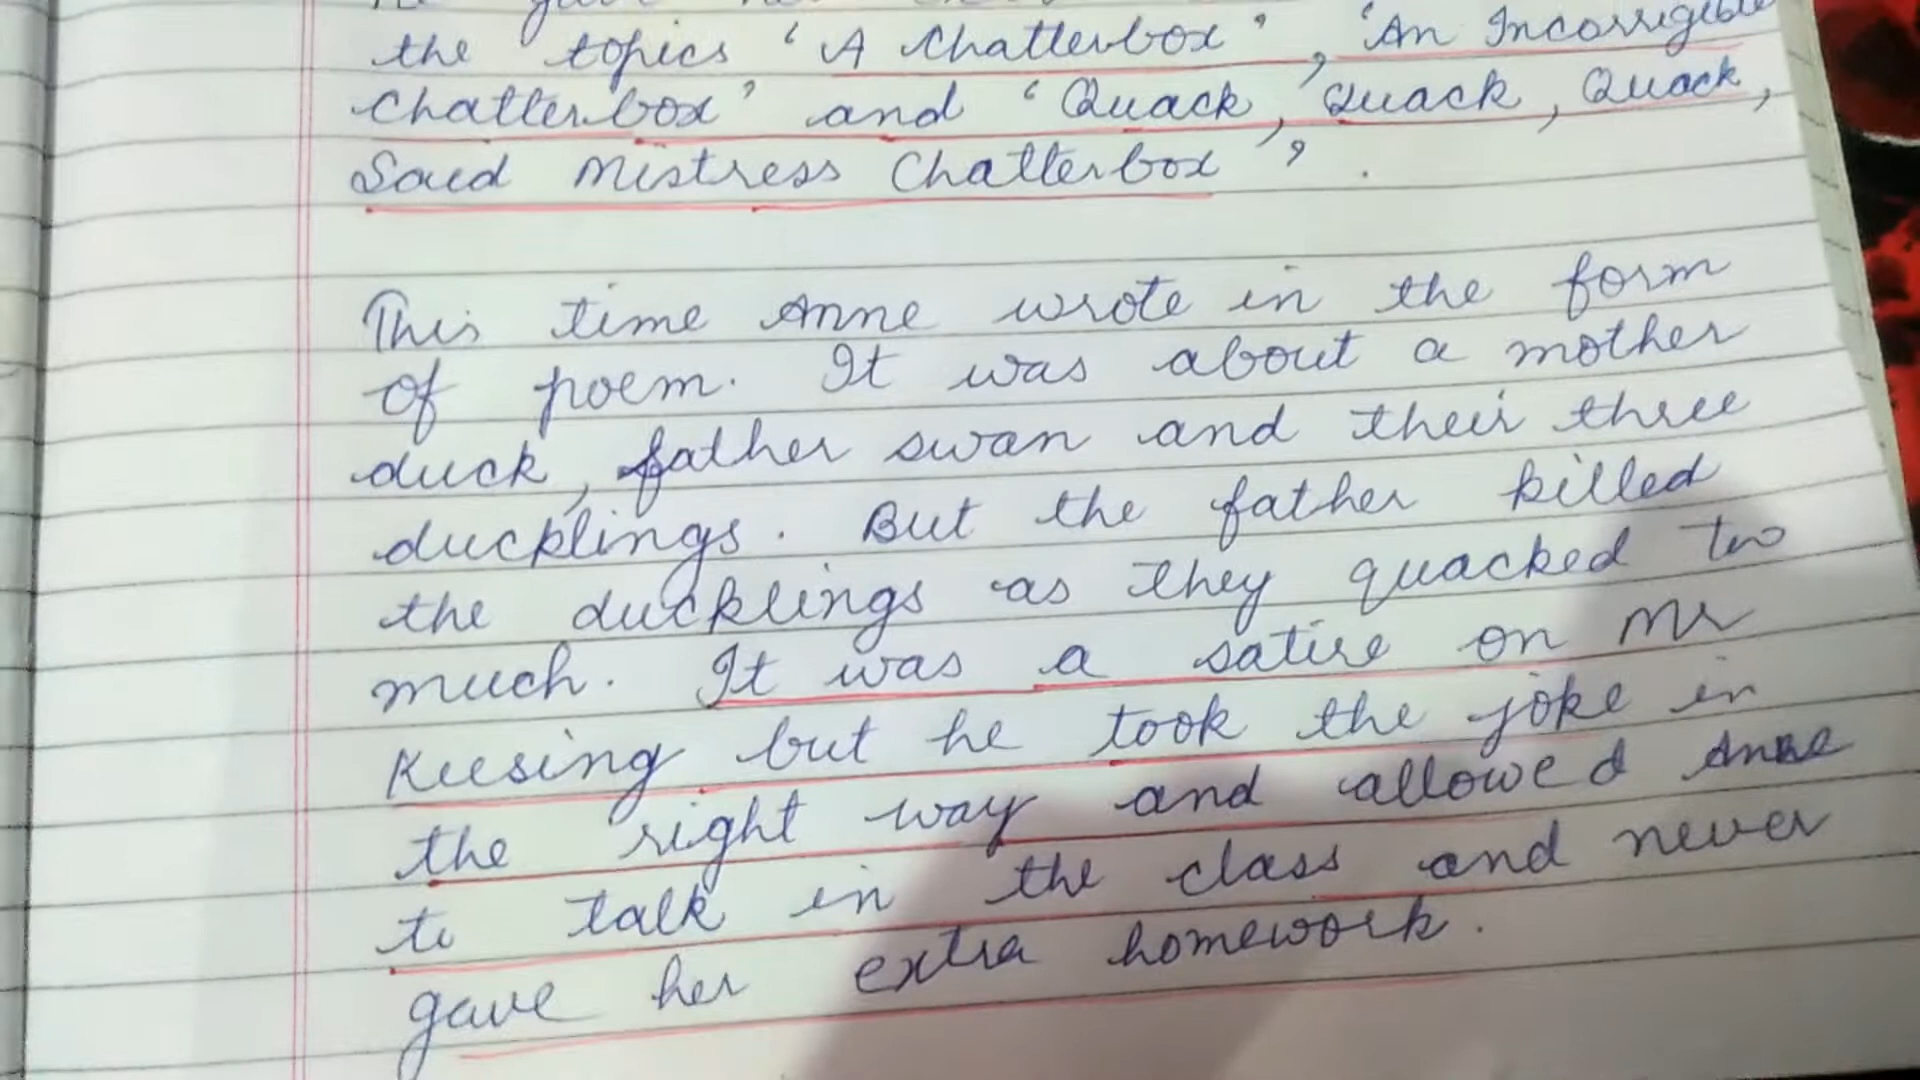 the topics 'A Chatterbox', 'An Incorrigible
Chatterbox' and 'Quack, Quack, Quack,
Said Mistress Chatterbox'.
This time Anne wrote in the form
of poem. It was about a mother
duck, father swan and their three
ducklings. But the father killed
the ducklings as they quacked too
much. It was a satire on Mr
Keesing but he took the joke in
the right way and allowed Anne
to talk in the class and never
gave her extra homework.